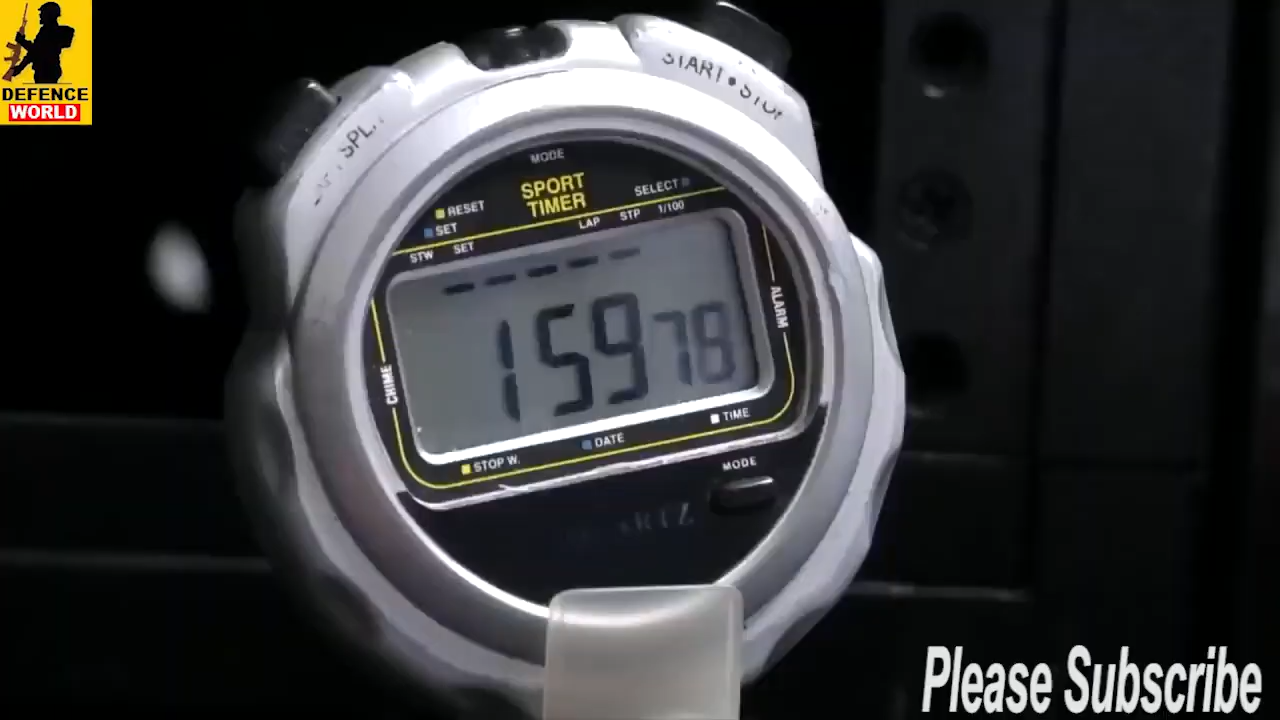 DEFENCE
WORLD
START • STOP
SPL
MODE
SPORT
TIMER
RESET
SELECT
SET
STW SET LAP STP 1/100
ALARM
CHIME
159 78
STOP W. DATE TIME
MODE
Please Subscribe